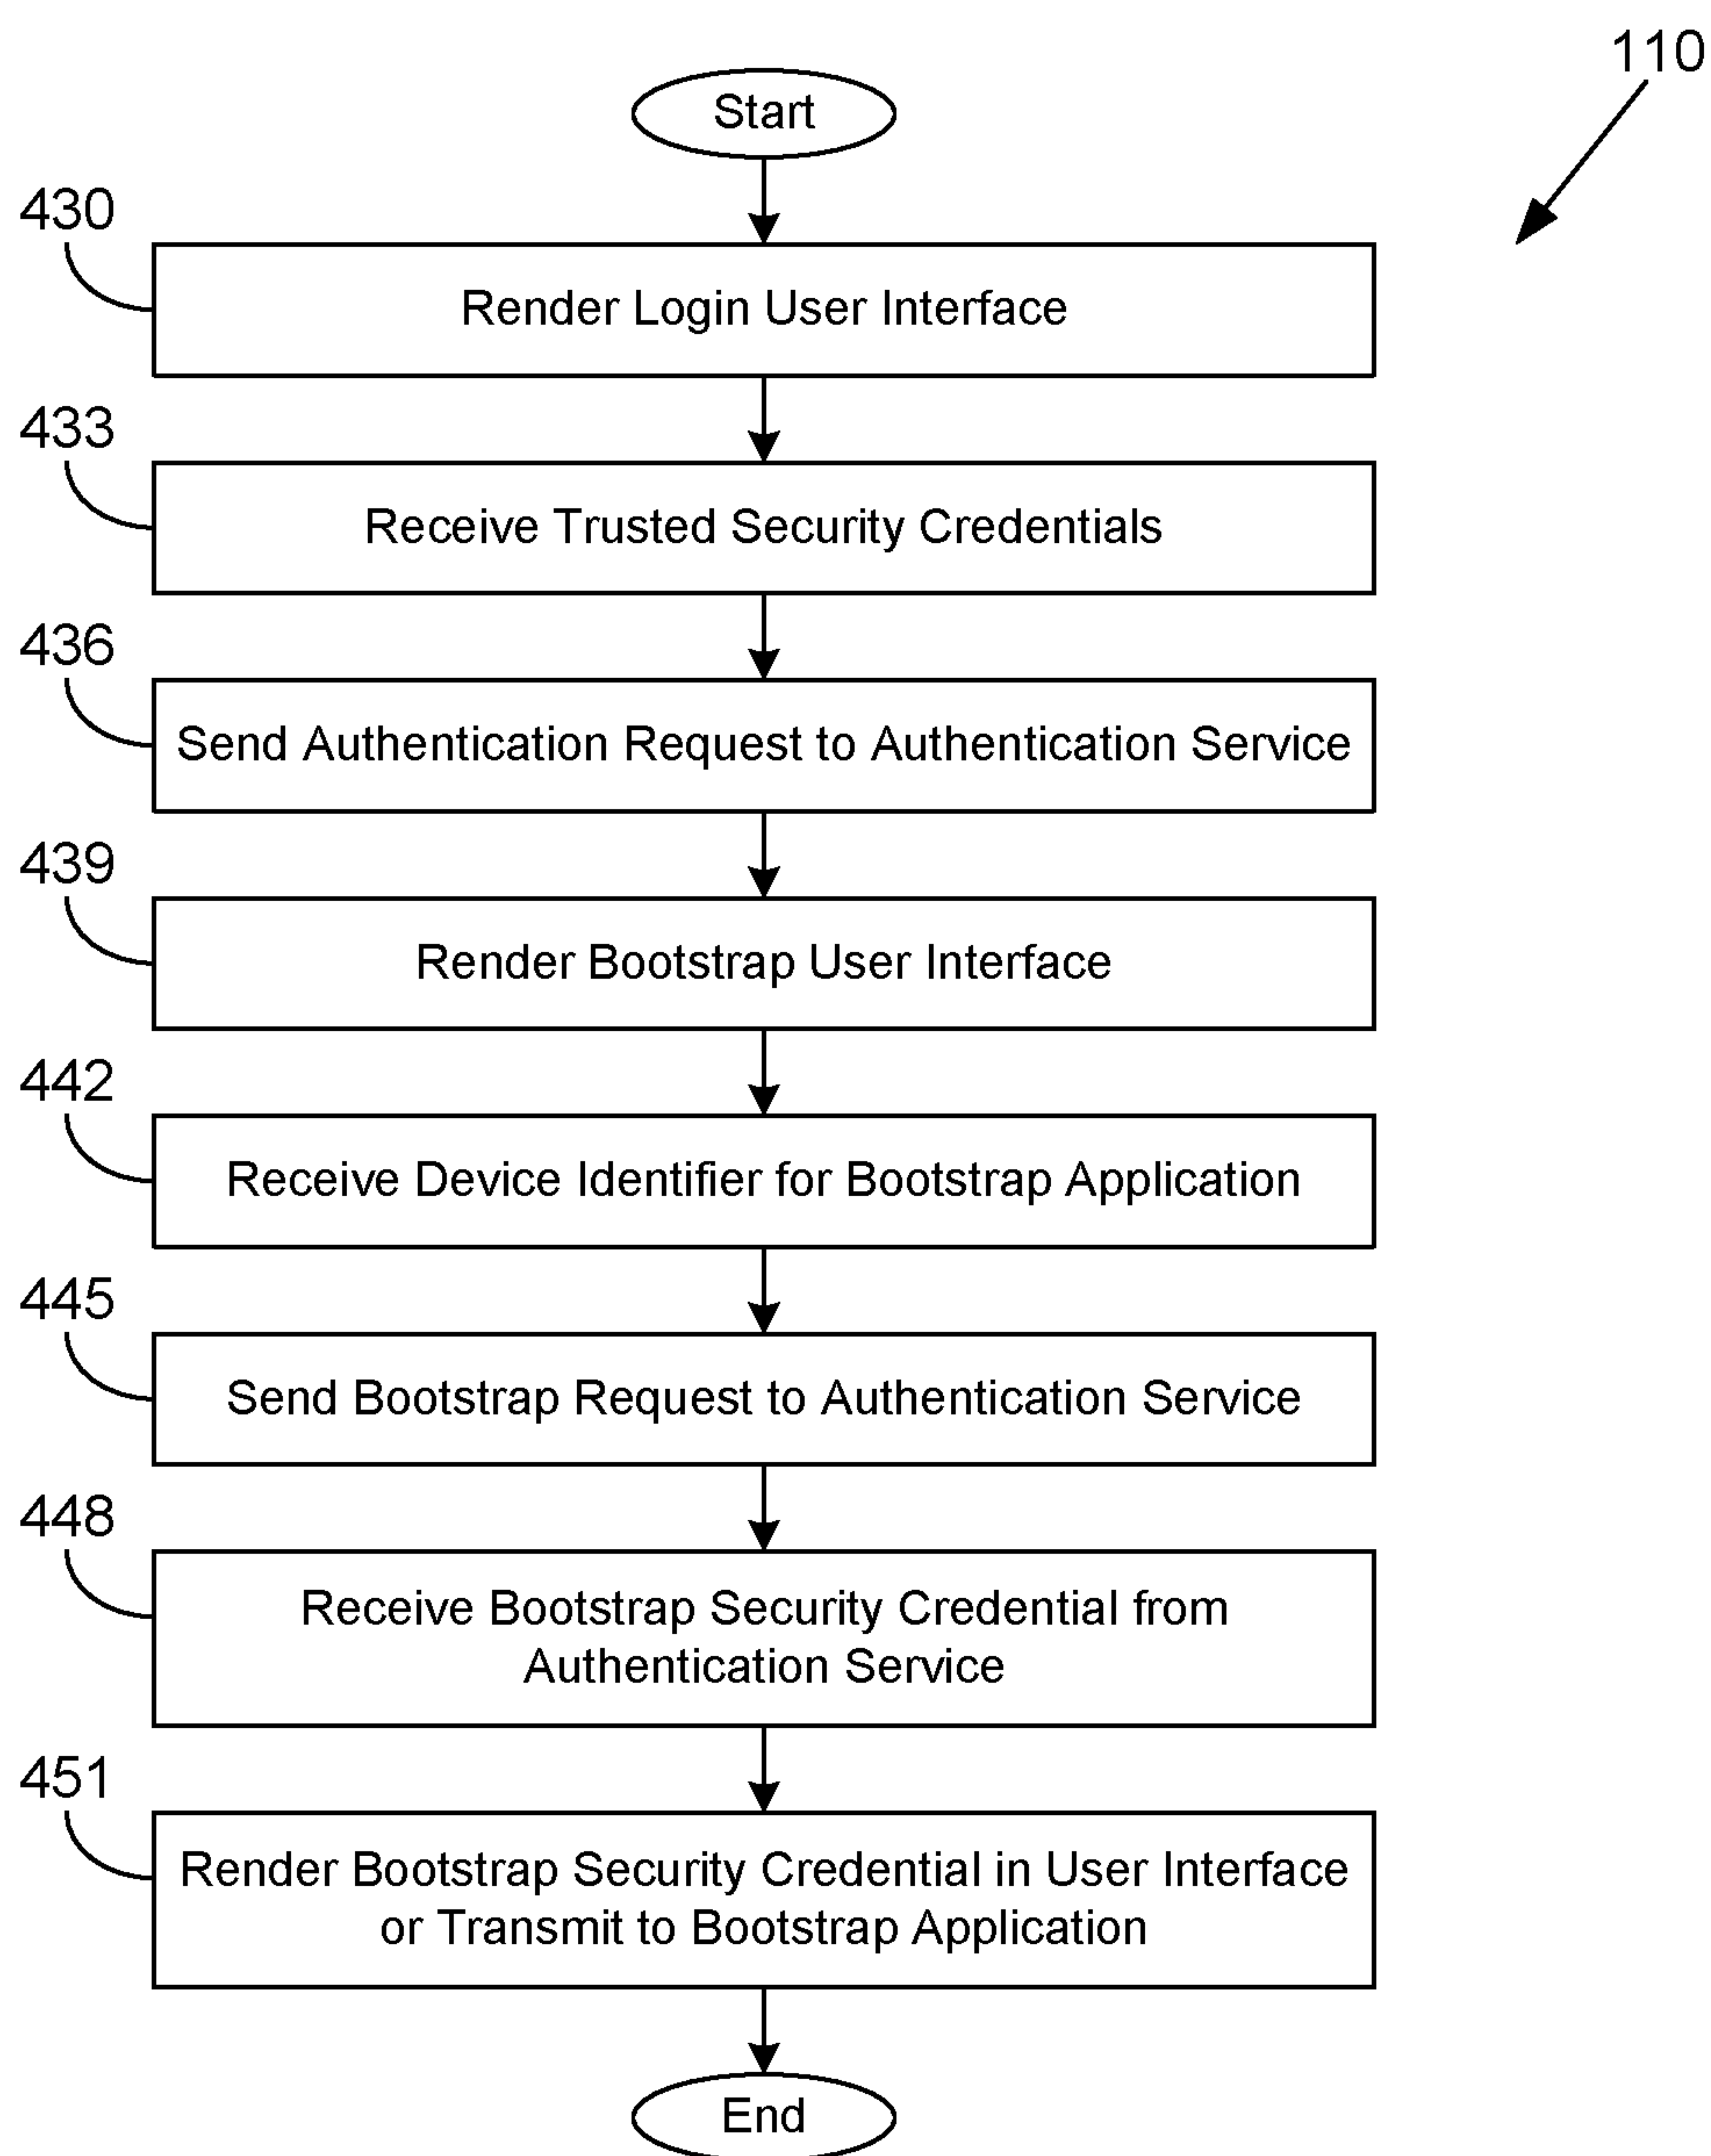 110
Start
430
Render Login User Interface
433
Receive Trusted Security Credentials
436
Send Authentication Request to Authentication Service
439
Render Bootstrap User Interface
442
Receive Device Identifier for Bootstrap Application
445
Send Bootstrap Request to Authentication Service
448
Receive Bootstrap Security Credential from
Authentication Service
451
Render Bootstrap Security Credential in User Interface
or Transmit to Bootstrap Application
End